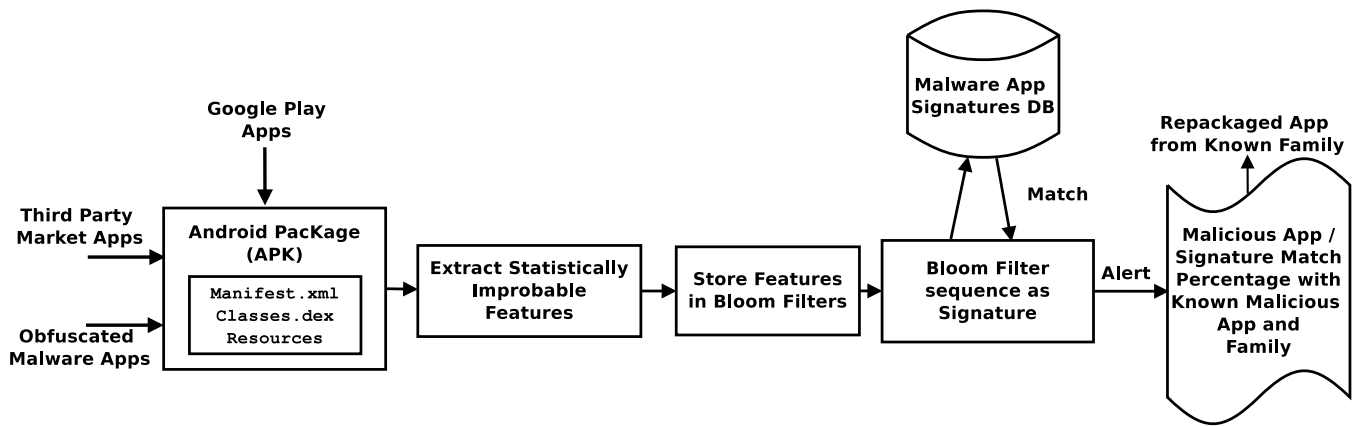 Google Play
Apps
Third Party
Market Apps
Obfuscated
Malware Apps
Android PacKage
(APK)
Manifest.xml
Classes.dex
Resources
Extract Statistically
Improbable
Features
Store Features
in Bloom Filters
Bloom Filter
sequence as
Signature
Malware App
Signatures DB
Match
Alert
Repackaged App
from Known Family
Malicious App /
Signature Match
Percentage with
Known Malicious
App and
Family